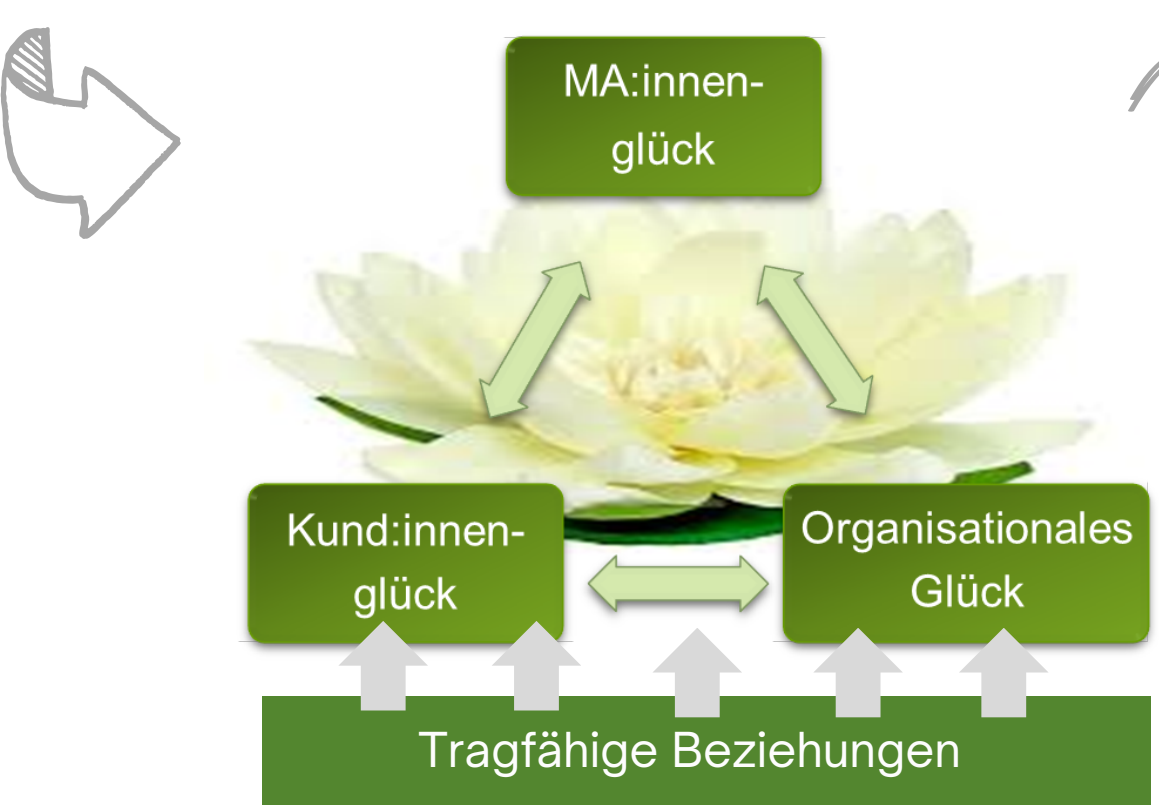 MA:innen-
glück
Kund:innen-
glück
Organisationales
Glück
Tragfähige Beziehungen